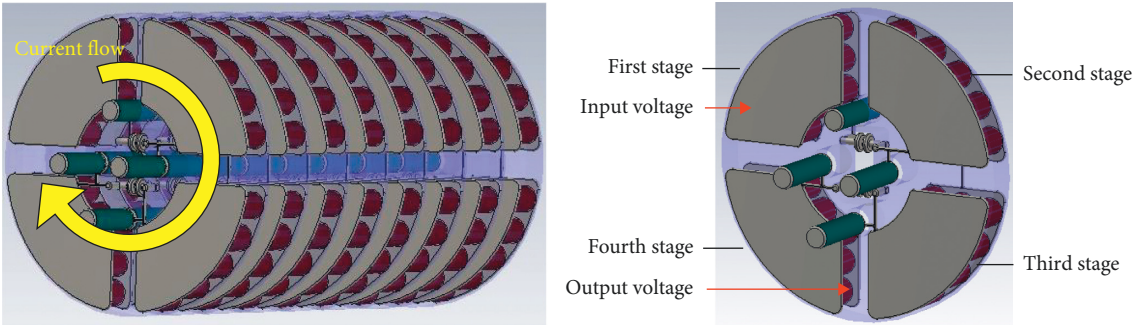 Current flow
First stage
Input voltage
Second stage
Fourth stage
Output voltage
Third stage